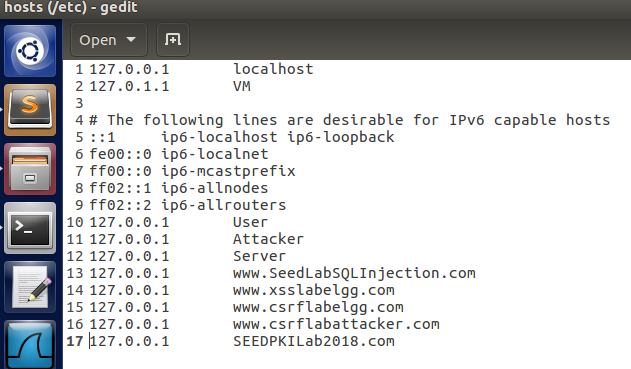 hosts (/etc) - gedit
Open
1 127.0.0.1 localhost
2 127.0.1.1 VM
3
4 # The following lines are desirable for IPv6 capable hosts
5 ::1 ip6-localhost ip6-loopback
6 fe00::0 ip6-localnet
7 ff00::0 ip6-mcastprefix
8 ff02::1 ip6-allnodes
9 ff02::2 ip6-allrouters
10 127.0.0.1 User
11 127.0.0.1 Attacker
12 127.0.0.1 Server
13 127.0.0.1 www.SeedLabSQLInjection.com
14 127.0.0.1 www.xsslabelgg.com
15 127.0.0.1 www.csrflabelgg.com
16 127.0.0.1 www.csrflabattacker.com
17 127.0.0.1 SEEDPKILab2018.com